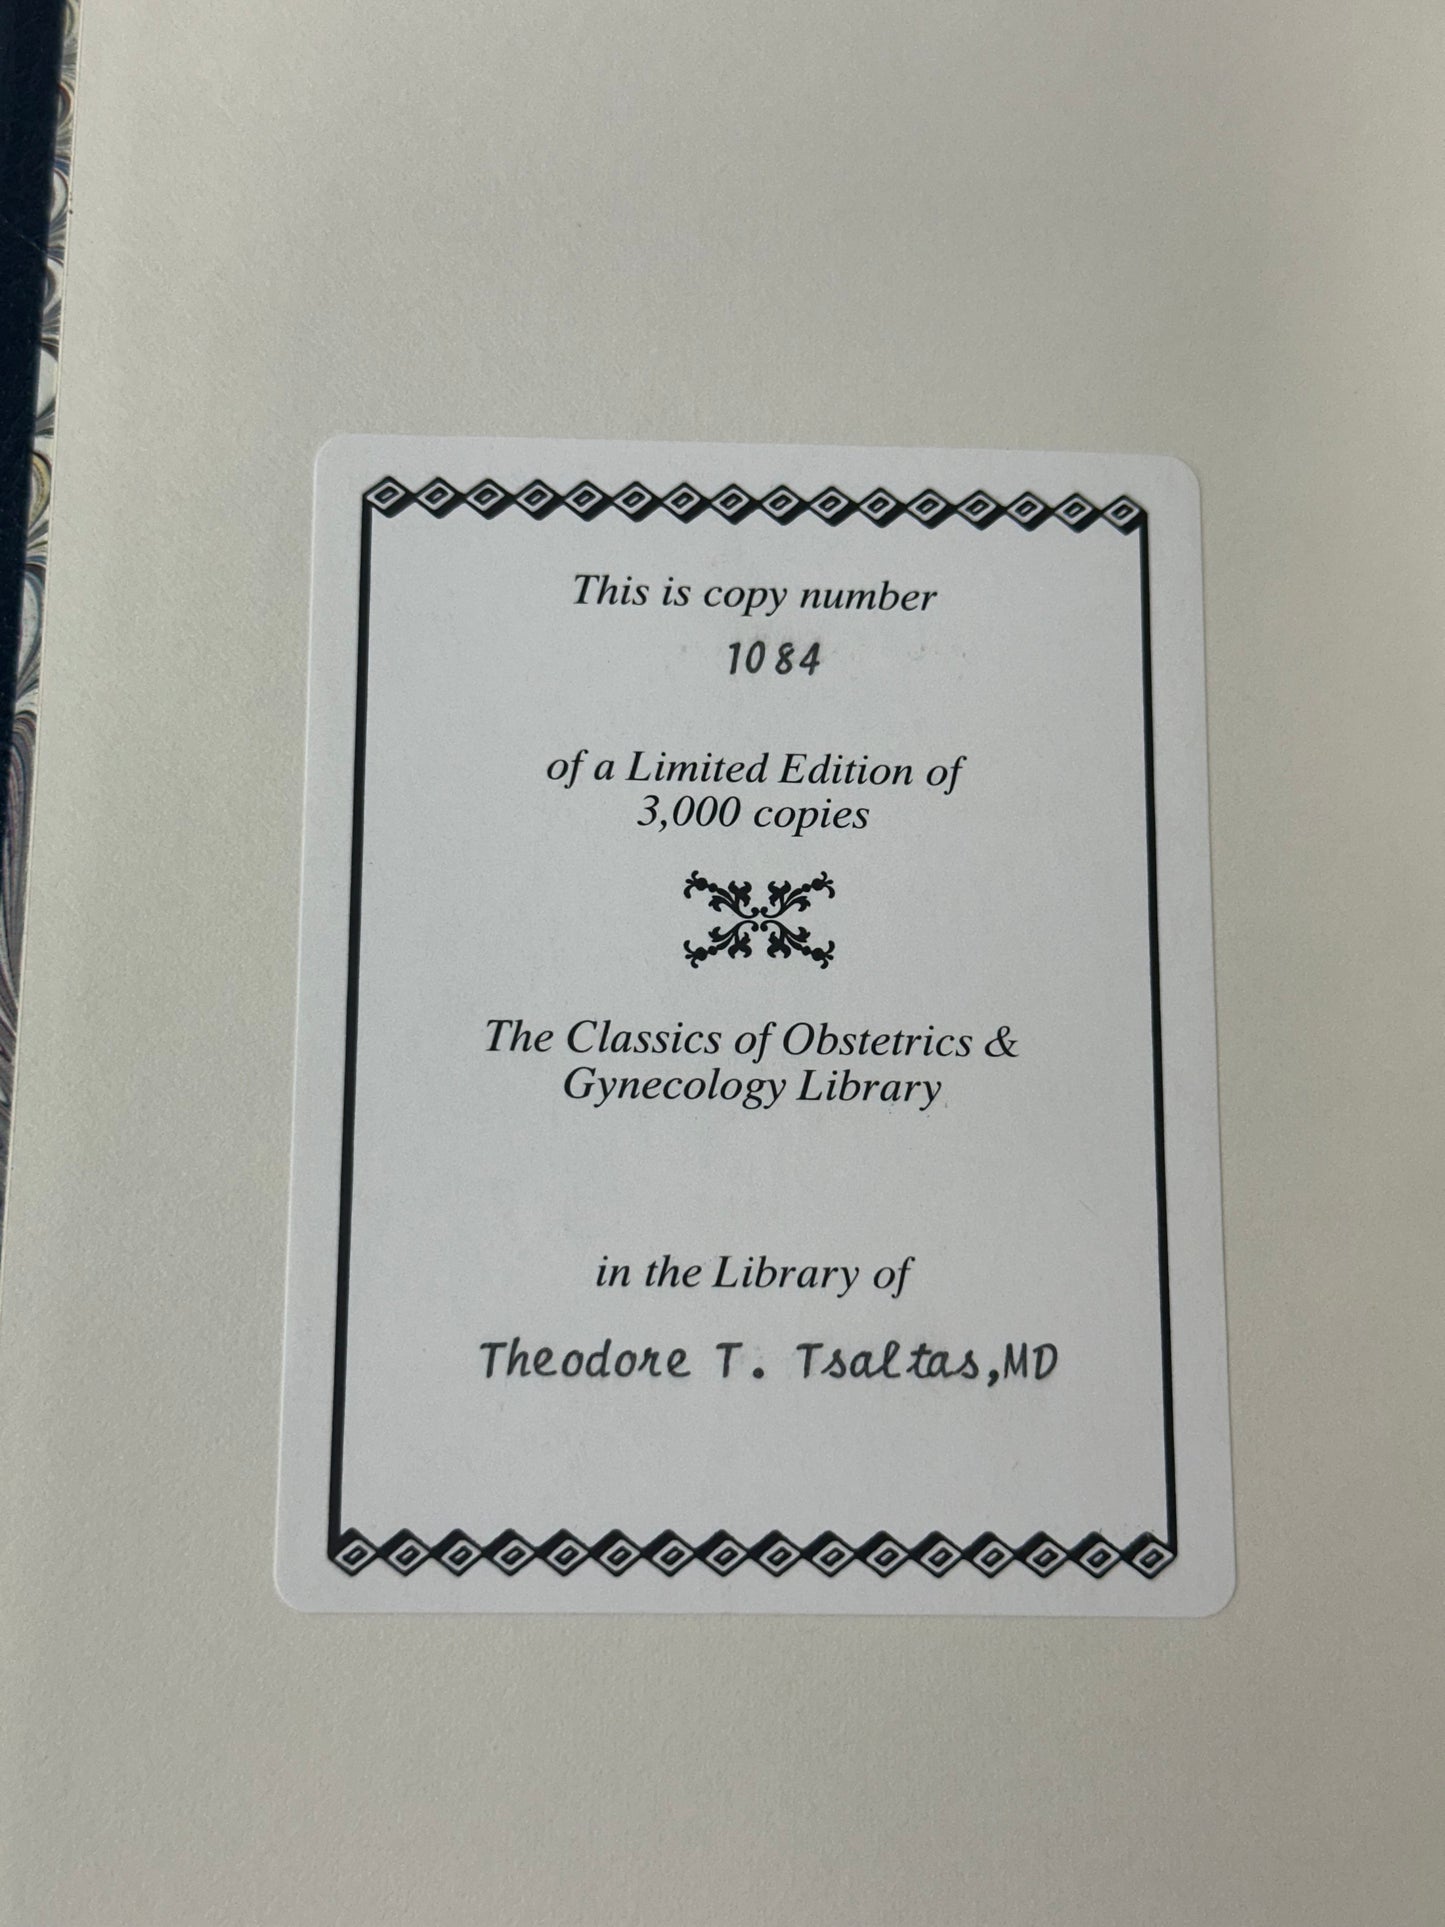 This is copy number
1084
of a Limited Edition of
3,000 copies
The Classics of Obstetrics &
Gynecology Library
in the Library of
Theodore T. Tsaltas, MD